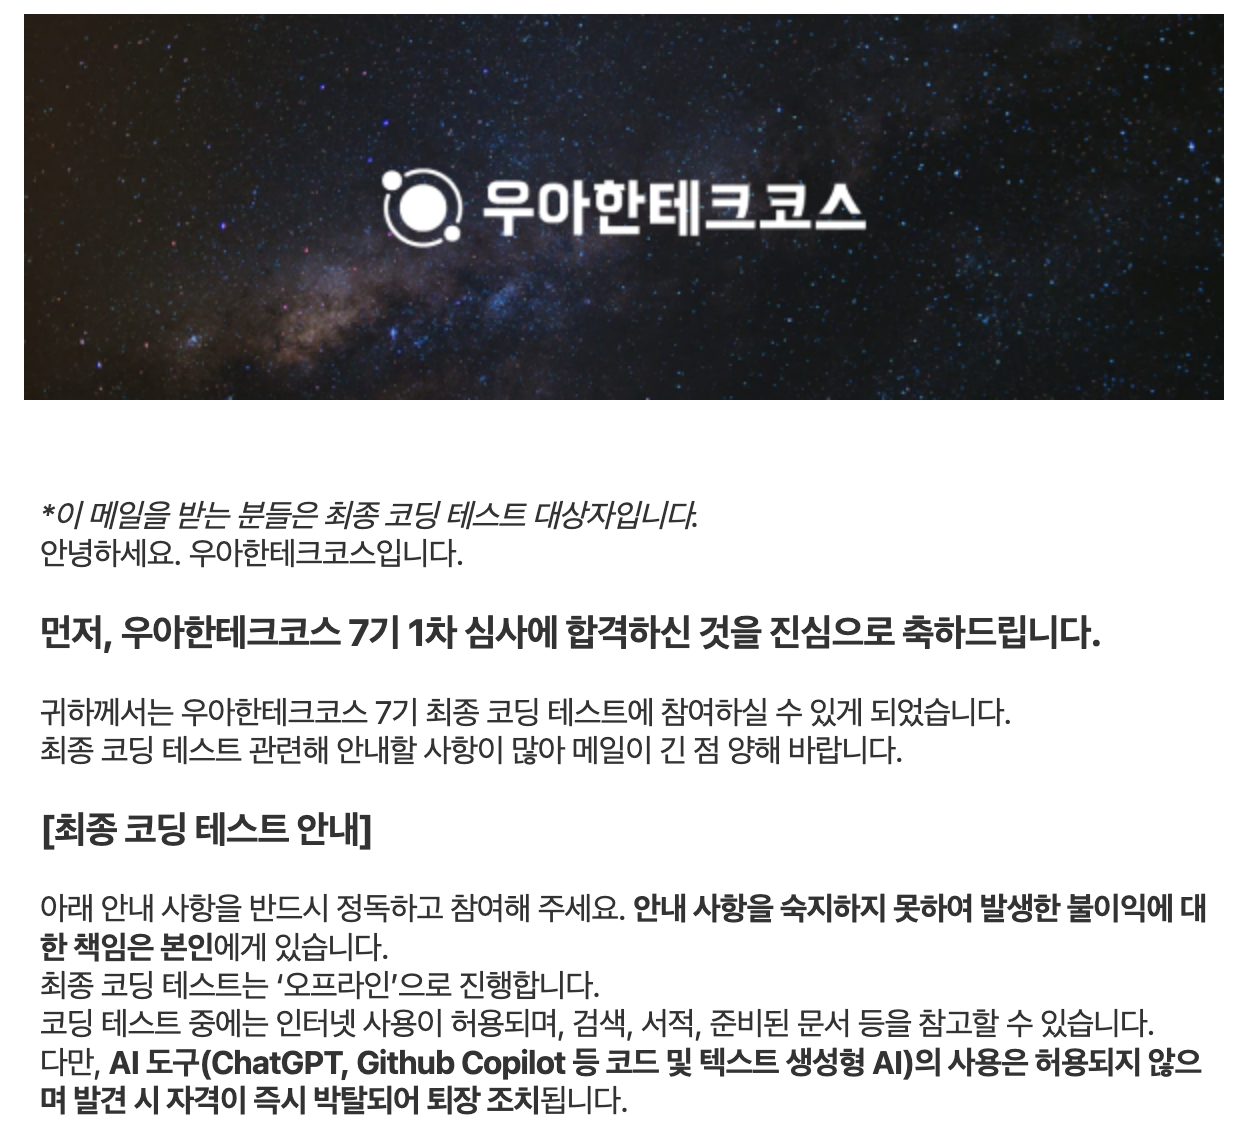 우아한테크코스
*이 메일을 받는 분들은 최종 코딩 테스트 대상자입니다.
안녕하세요. 우아한테크코스입니다.
먼저, 우아한테크코스 7기 1차 심사에 합격하신 것을 진심으로 축하드립니다.
귀하께서는 우아한테크코스 7기 최종 코딩 테스트에 참여하실 수 있게 되었습니다.
최종 코딩 테스트 관련해 안내할 사항이 많아 메일이 긴 점 양해 바랍니다.
[최종 코딩 테스트 안내]
아래 안내 사항을 반드시 정독하고 참여해 주세요. 안내 사항을 숙지하지 못하여 발생한 불이익에 대
한 책임은 본인에게 있습니다.
최종 코딩 테스트는 ‘오프라인’으로 진행합니다.
코딩 테스트 중에는 인터넷 사용이 허용되며, 검색, 서적, 준비된 문서 등을 참고할 수 있습니다.
다만, AI 도구(ChatGPT, Github Copilot 등 코드 및 텍스트 생성형 AI)의 사용은 허용되지 않으
며 발견 시 자격이 즉시 박탈되어 퇴장 조치됩니다.